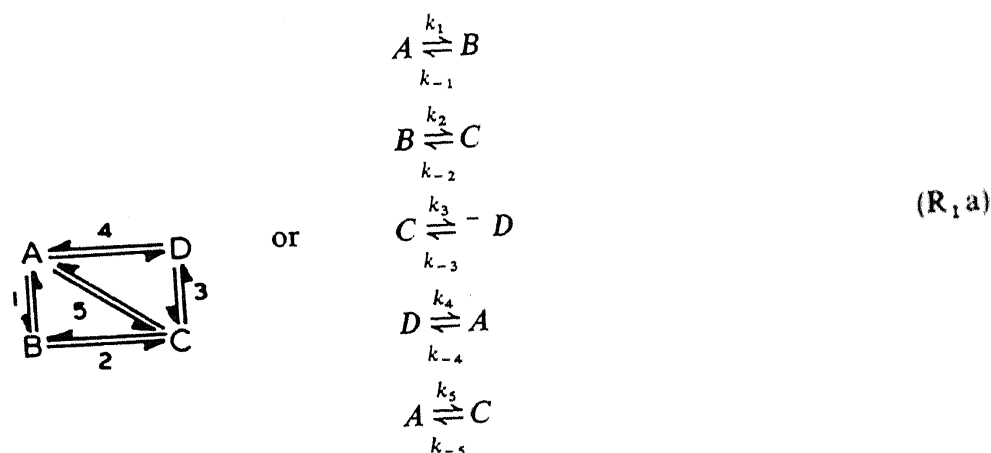 k₁
A ⇌ B
k₋₁
k₂
B ⇌ C
k₋₂
k₃
C ⇌ - D
k₋₃
k₄
D ⇌ A
k₋₄
k₅
A ⇌ C
k₋₅
or
(R₁a)
4
A D
1 5 3
B C
2